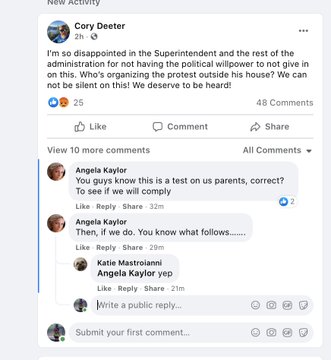 New Activity
Cory Deeter
2h ·
I'm so disappointed in the Superintendent and the rest of the
administration for not having the political willpower to not give in
on this. Who's organizing the protest outside his house? We can
not be silent on this! We deserve to be heard!
25
48 Comments
Like
Comment
Share
View 10 more comments
All Comments
Angela Kaylor
You guys know this is a test on us parents, correct?
To see if we will comply
2
Like · Reply · Share · 32m
Angela Kaylor
Then, if we do. You know what follows.......
Like · Reply · Share · 29m
Katie Mastroianni
Angela Kaylor yep
Like · Reply · Share · 21m
Write a public reply...
Submit your first comment...